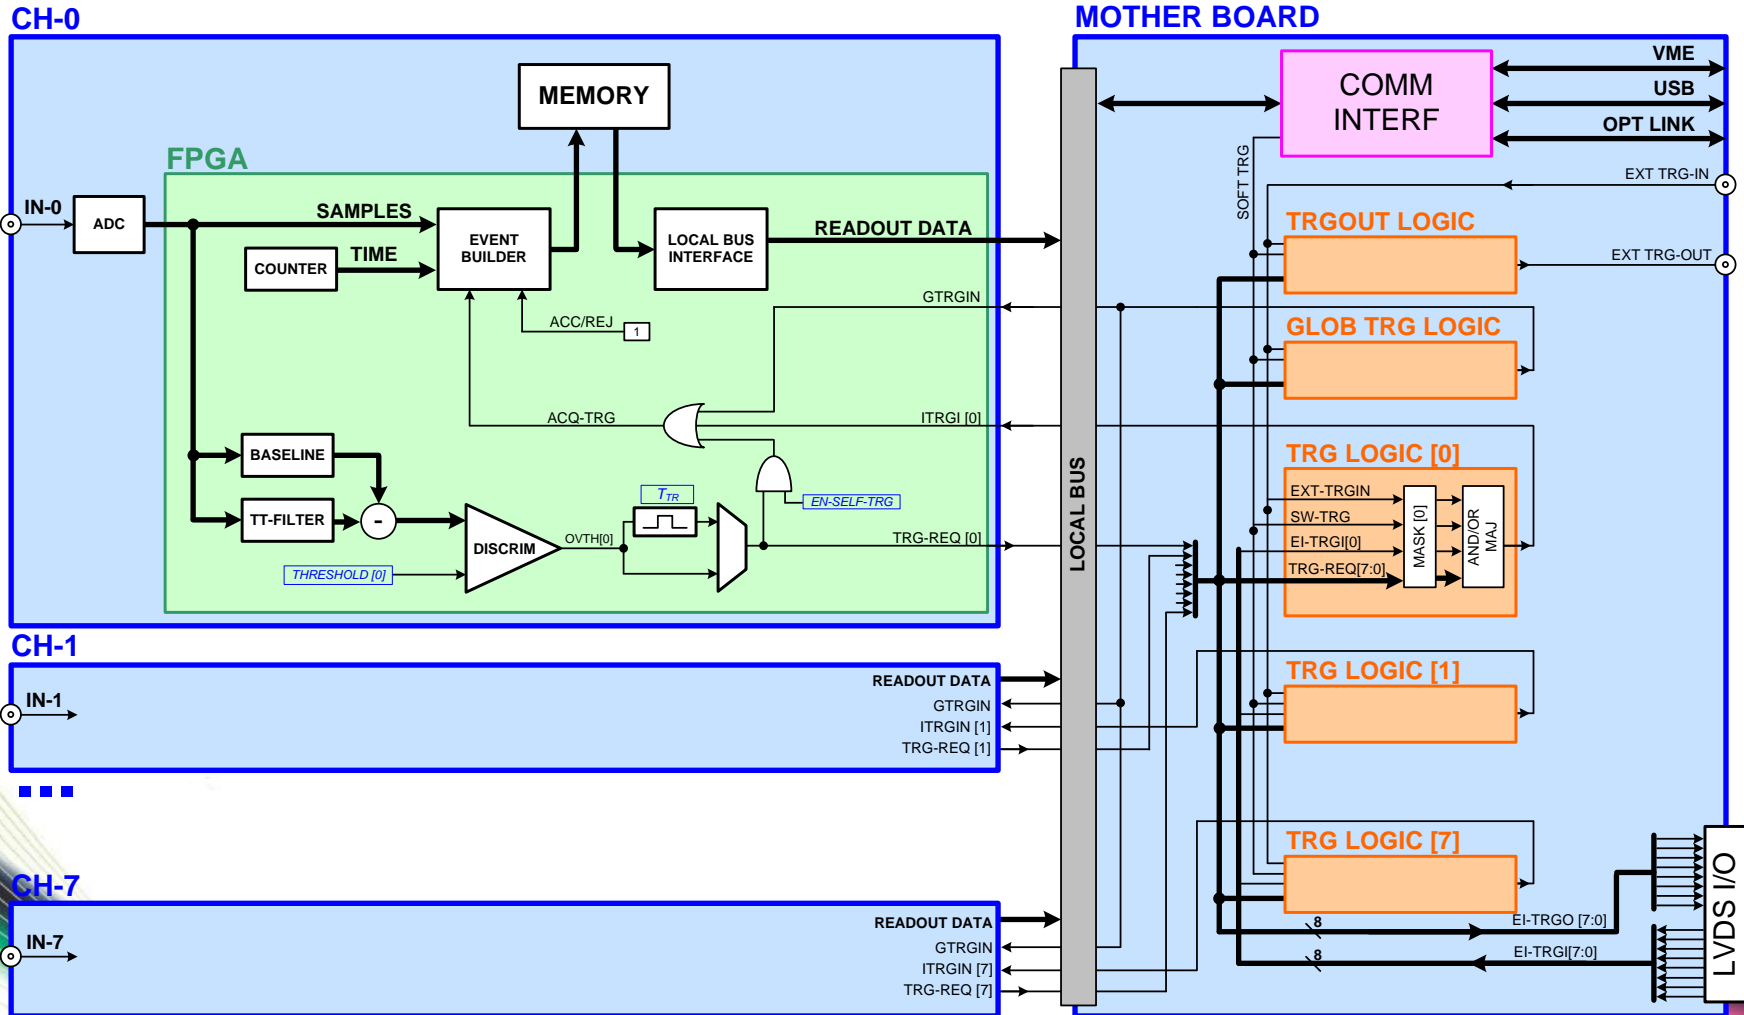 CH-0
MOTHER BOARD
MEMORY
COMM
INTERF
VME
USB
OPT LINK
FPGA
SOFT TRG
EXT TRG-IN
IN-0
ADC
SAMPLES
TIME
COUNTER
EVENT
BUILDER
LOCAL BUS
INTERFACE
READOUT DATA
TRGOUT LOGIC
EXT TRG-OUT
GTRGIN
ACC/REJ
1
GLOB TRG LOGIC
ACQ-TRG
ITRGI [0]
BASELINE
TT-FILTER
-
DISCRIM
THRESHOLD [0]
OVTH[0]
TTR
EN-SELF-TRG
TRG-REQ [0]
LOCAL BUS
TRG LOGIC [0]
EXT-TRGIN
SW-TRG
EI-TRGI[0]
TRG-REQ[7:0]
MASK [0]
AND/OR
MAJ
CH-1
IN-1
READOUT DATA
GTRGIN
ITRGIN [1]
TRG-REQ [1]
TRG LOGIC [1]
CH-7
IN-7
READOUT DATA
GTRGIN
ITRGIN [7]
TRG-REQ [7]
TRG LOGIC [7]
8
EI-TRGO [7:0]
8
EI-TRGI[7:0]
LVDS I/O